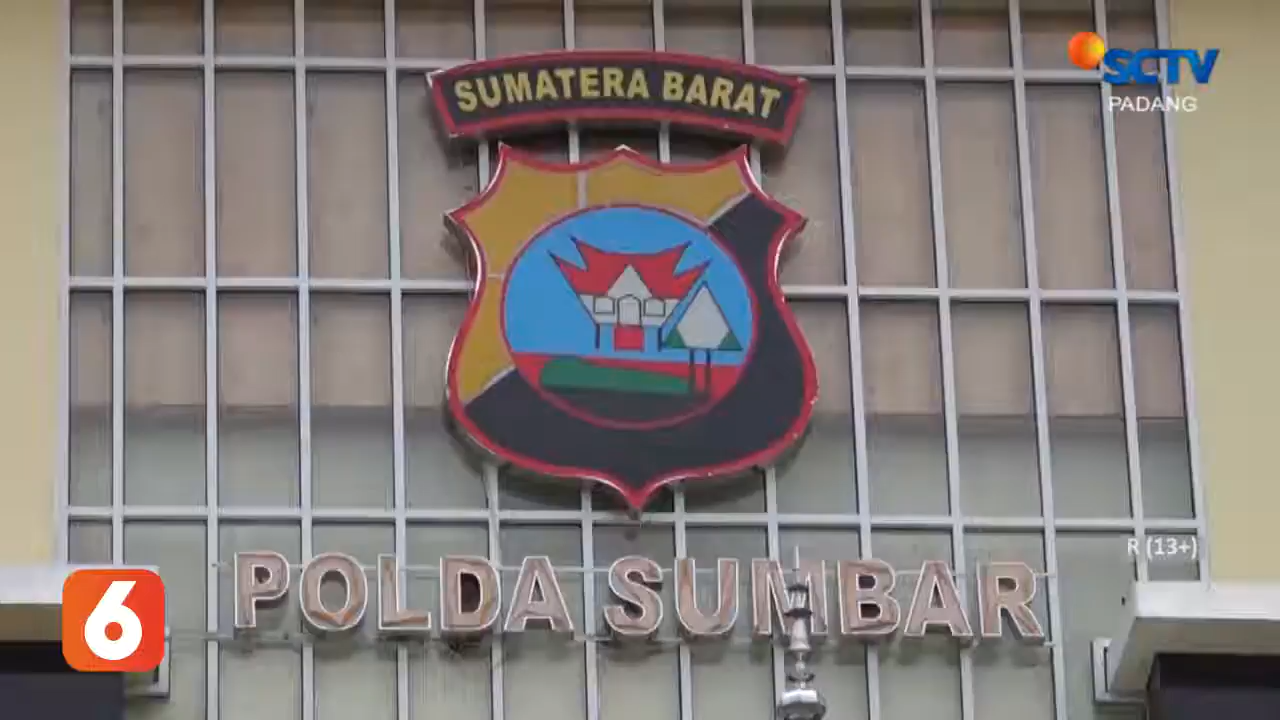 SUMATERA BARAT
SCTV
PADANG
R (13+)
POLDA SUMBAR
6